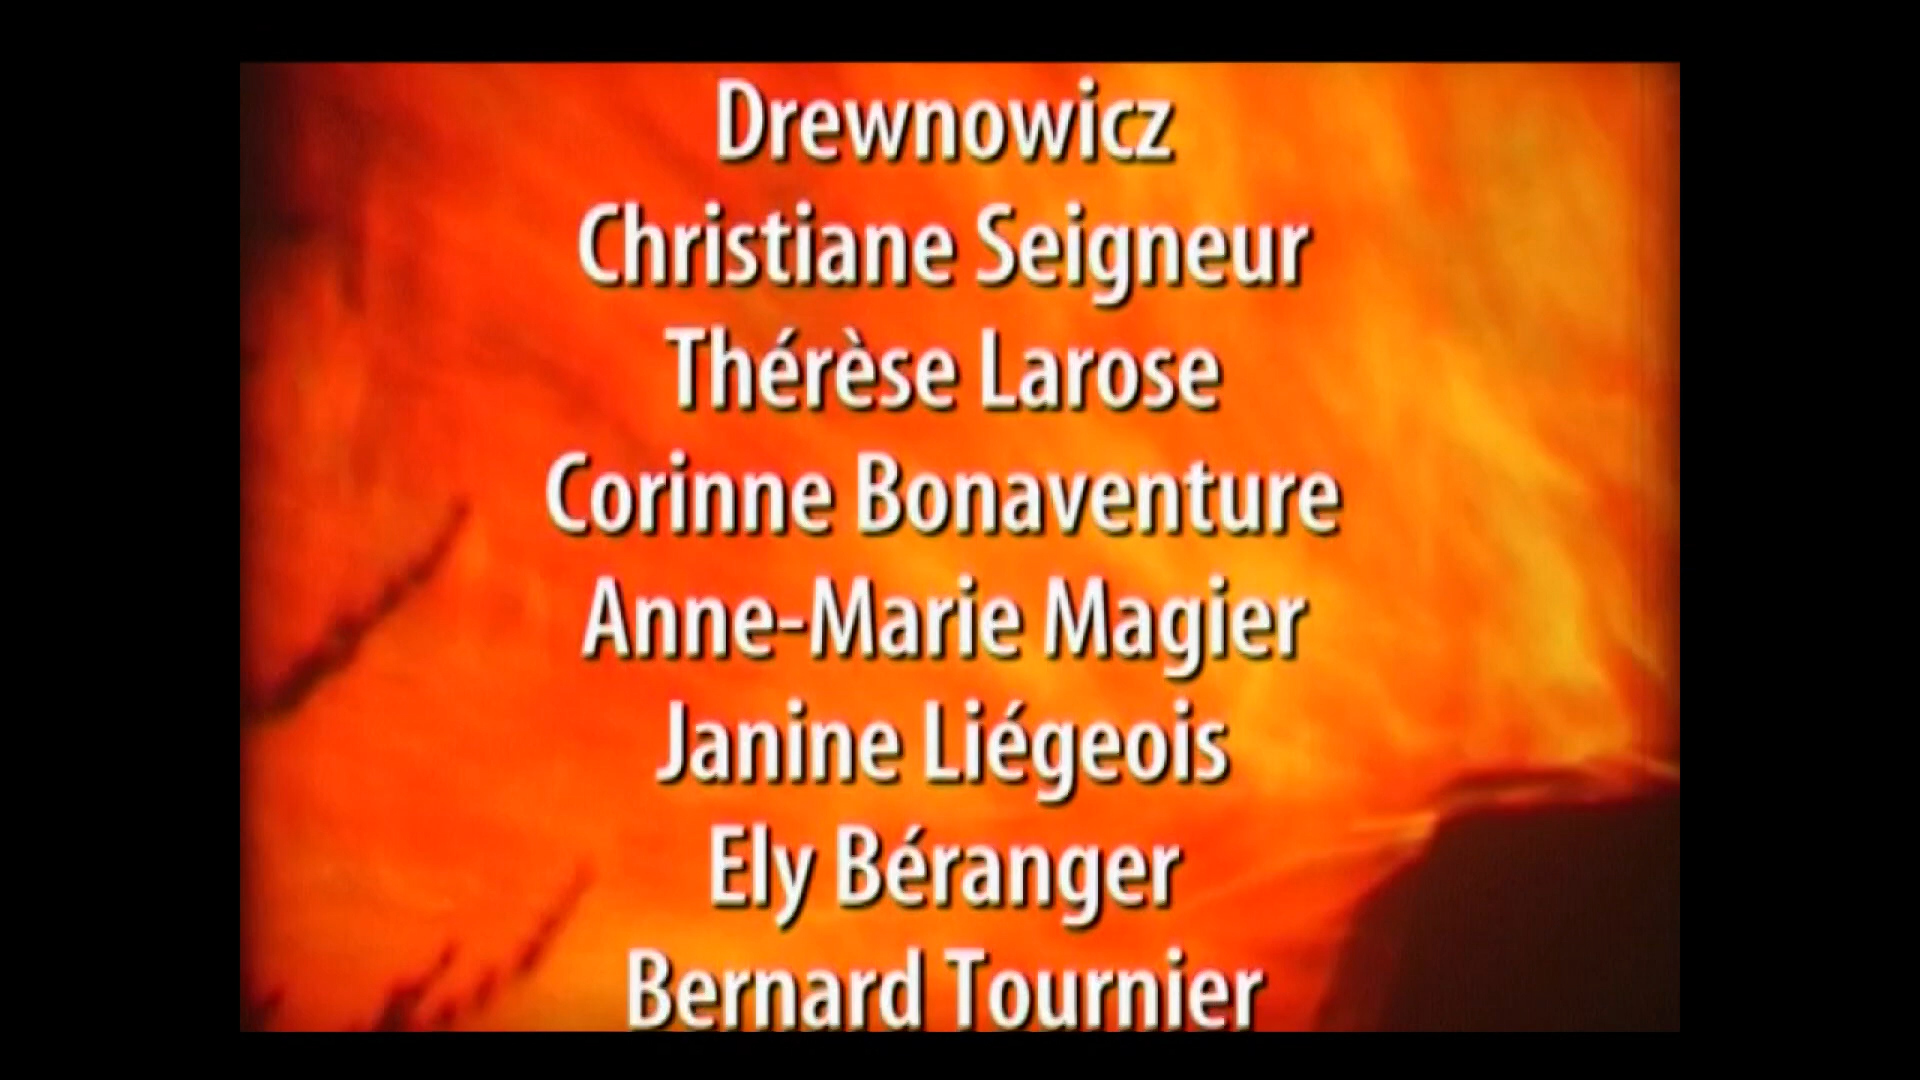 Drewnowicz
Christiane Seigneur
Thérèse Larose
Corinne Bonaventure
Anne-Marie Magier
Janine Liégeois
Ely Béranger
Bernard Tournier